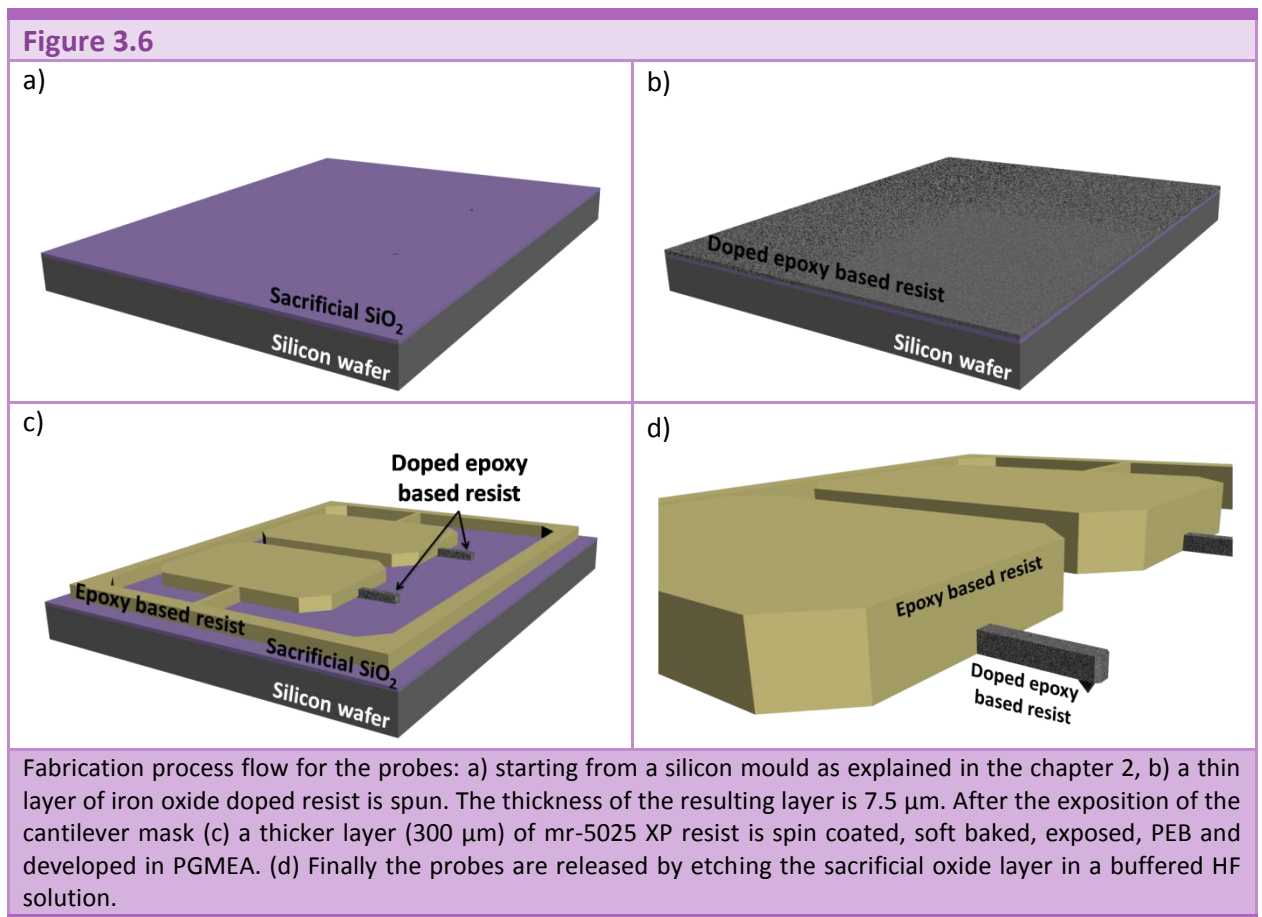 Figure 3.6
a)
Sacrificial SiO₂
Silicon wafer
b)
Doped epoxy based resist
Silicon wafer
c)
Doped epoxy
based resist
Epoxy based resist
Sacrificial SiO₂
Silicon wafer
d)
Epoxy based resist
Doped epoxy
based resist
Fabrication process flow for the probes: a) starting from a silicon mould as explained in the chapter 2, b) a thin
layer of iron oxide doped resist is spun. The thickness of the resulting layer is 7.5 μm. After the exposition of the
cantilever mask (c) a thicker layer (300 μm) of mr-5025 XP resist is spin coated, soft baked, exposed, PEB and
developed in PGMEA. (d) Finally the probes are released by etching the sacrificial oxide layer in a buffered HF
solution.